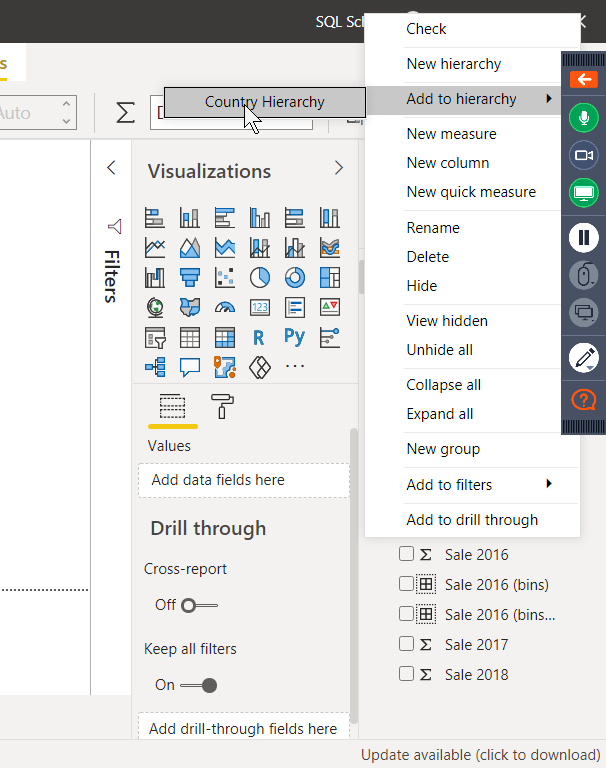 SQL Sc
s
Auto
Country Hierarchy
Check
New hierarchy
Add to hierarchy
New measure
New column
New quick measure
Rename
Delete
Hide
View hidden
Unhide all
Collapse all
Expand all
New group
Add to filters
Add to drill through
Visualizations
Filters
123
R
Py
Values
Add data fields here
Drill through
Cross-report
Off
Keep all filters
On
Add drill-through fields here
Sale 2016
Sale 2016 (bins)
Sale 2016 (bins...
Sale 2017
Sale 2018
Update available (click to download)